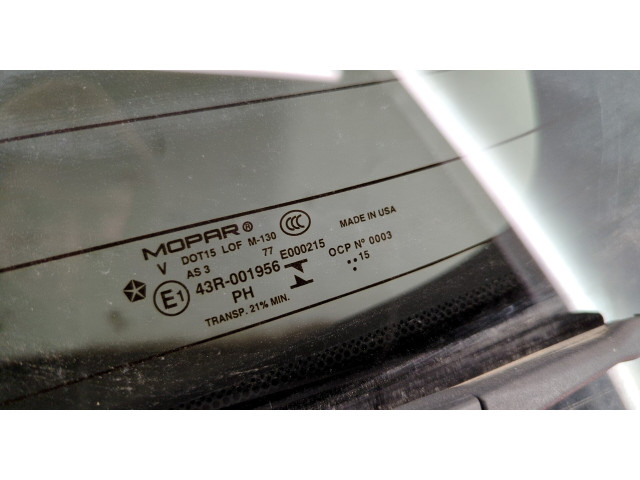 MOPAR®
DOT15 LOF M-130 CCC MADE IN USA
AS 3 77 E000215 OCP Nº 0003
V
E1 43R-001956 15
PH
TRANSP. 21% MIN.